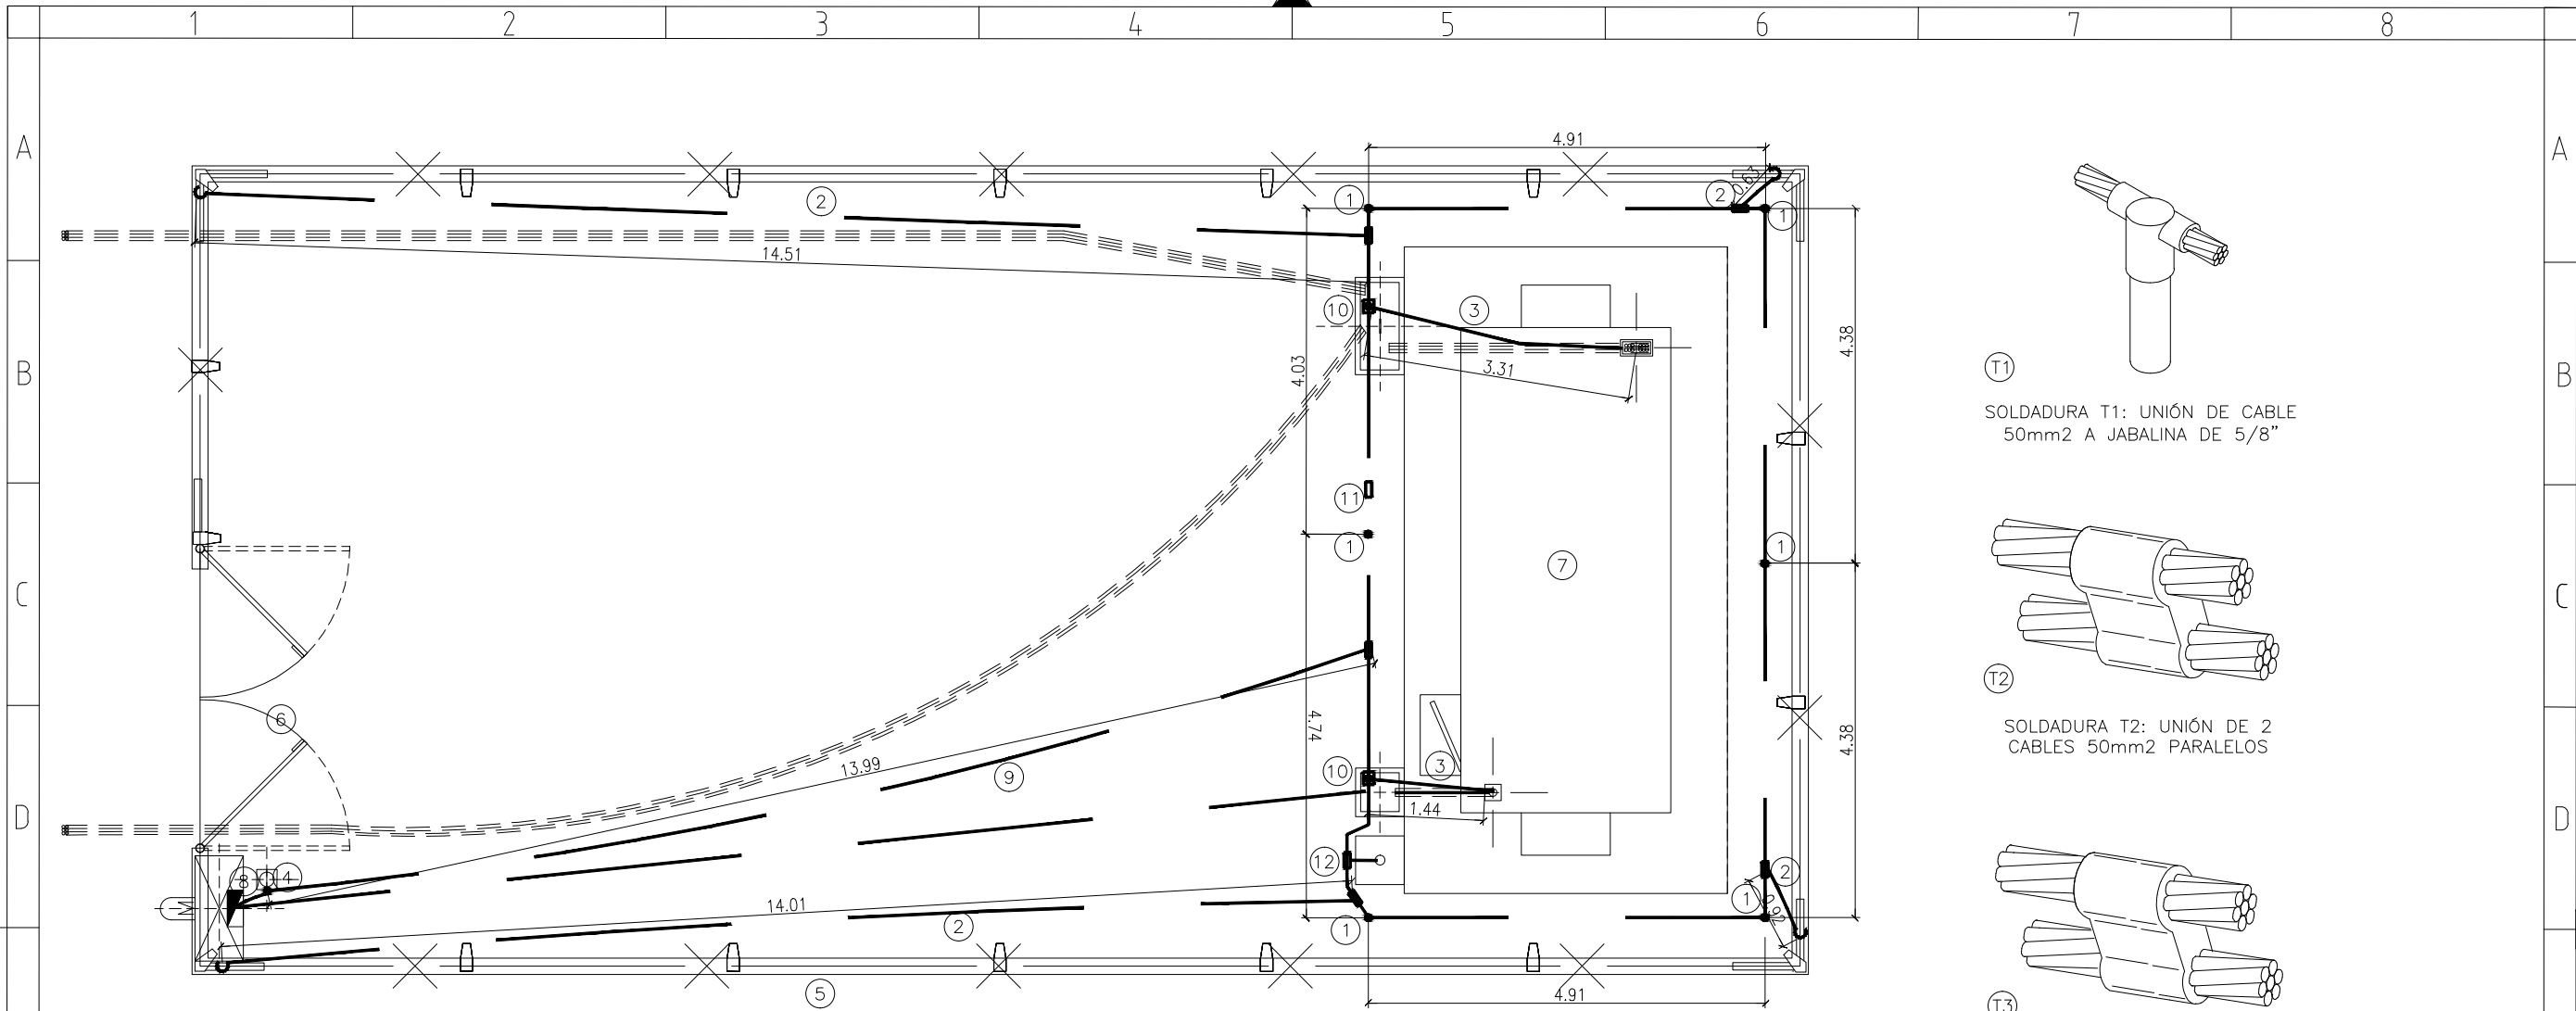 1 2 3 4 5 6 7 8
A A
4.91
2
1
2
0.63
1
14.51
10
3
4.38
4.03
3.31
B B
T1
SOLDADURA T1: UNIÓN DE CABLE
50mm2 A JABALINA DE 5/8"
11
1
1
7
C C
T2
SOLDADURA T2: UNIÓN DE 2
CABLES 50mm2 PARALELOS
6
4.74
4.38
13.99
9
10
3
1.44
D D
8
4
12
2
1
14.01
2
1
5
4.91
T3